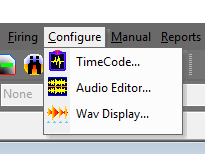 Firing Configure Manual Reports
None
TimeCode...
Audio Editor...
Wav Display...